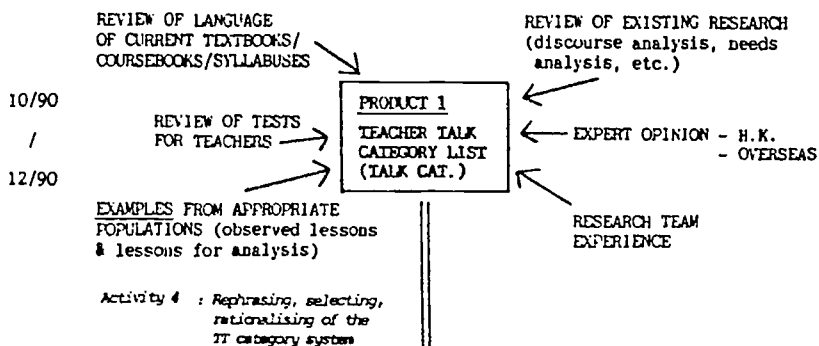 REVIEW OF LANGUAGE
OF CURRENT TEXTBOOKS/
COURSEBOOKS/SYLLABUSES
REVIEW OF EXISTING RESEARCH
(discourse analysis, needs
analysis, etc.)
10/90
/
12/90
REVIEW OF TESTS
FOR TEACHERS
PRODUCT 1
TEACHER TALK
CATEGORY LIST
(TALK CAT.)
EXPERT OPINION - H.K.
- OVERSEAS
EXAMPLES FROM APPROPRIATE
POPULATIONS (observed lessons
& lessons for analysis)
RESEARCH TEAM
EXPERIENCE
Activity 4 : Rephrasing, selecting,
rationalising of the
TT category system